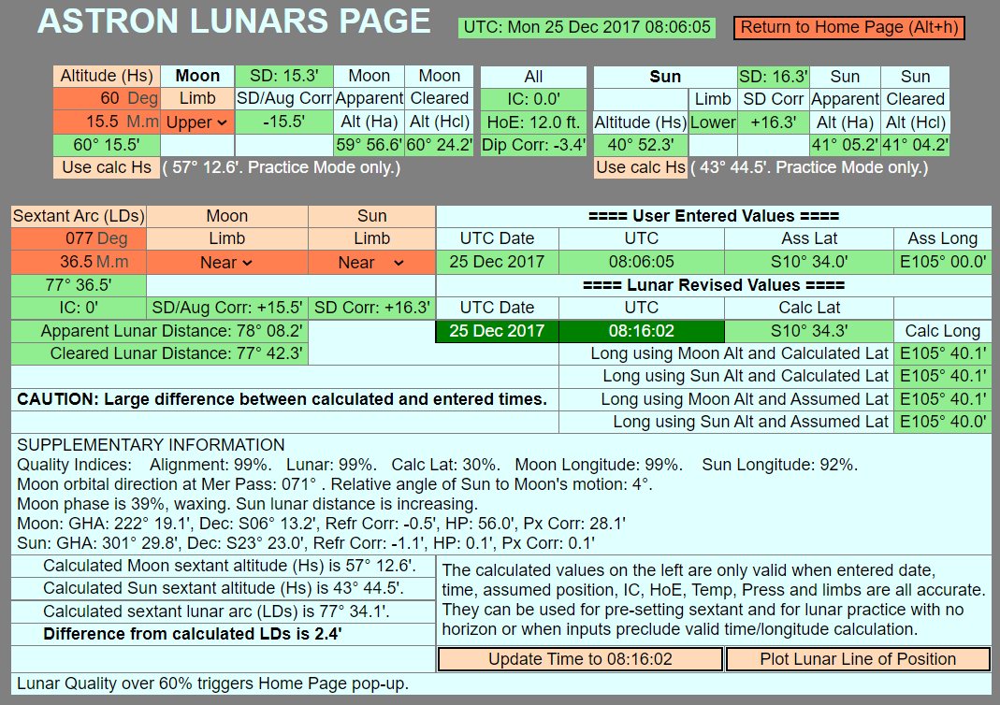 ASTRON LUNARS PAGE UTC: Mon 25 Dec 2017 08:06:05 Return to Home Page (Alt+h)
Altitude (Hs) Moon SD: 15.3' Moon Moon All Sun SD: 16.3' Sun Sun
60 Deg Limb SD/Aug Corr Apparent Cleared IC: 0.0' Limb SD Corr Apparent Cleared
15.5 M.m Upper -15.5' Alt (Ha) Alt (Hcl) HoE: 12.0 ft. Altitude (Hs) Lower +16.3' Alt (Ha) Alt (Hcl)
60° 15.5' 59° 56.6' 60° 24.2' Dip Corr: -3.4' 40° 52.3' 41° 05.2' 41° 04.2'
Use calc Hs ( 57° 12.6'. Practice Mode only.) Use calc Hs ( 43° 44.5'. Practice Mode only.)
Sextant Arc (LDs) Moon Sun ==== User Entered Values ====
077 Deg Limb Limb UTC Date UTC Ass Lat Ass Long
36.5 M.m Near Near 25 Dec 2017 08:06:05 S10° 34.0' E105° 00.0'
77° 36.5' ==== Lunar Revised Values ====
IC: 0' SD/Aug Corr: +15.5' SD Corr: +16.3' UTC Date UTC Calc Lat
Apparent Lunar Distance: 78° 08.2' 25 Dec 2017 08:16:02 S10° 34.3' Calc Long
Cleared Lunar Distance: 77° 42.3' Long using Moon Alt and Calculated Lat E105° 40.1'
Long using Sun Alt and Calculated Lat E105° 40.1'
CAUTION: Large difference between calculated and entered times. Long using Moon Alt and Assumed Lat E105° 40.1'
Long using Sun Alt and Assumed Lat E105° 40.0'
SUPPLEMENTARY INFORMATION
Quality Indices: Alignment: 99%. Lunar: 99%. Calc Lat: 30%. Moon Longitude: 99%. Sun Longitude: 92%.
Moon orbital direction at Mer Pass: 071° . Relative angle of Sun to Moon's motion: 4°.
Moon phase is 39%, waxing. Sun lunar distance is increasing.
Moon: GHA: 222° 19.1', Dec: S06° 13.2', Refr Corr: -0.5', HP: 56.0', Px Corr: 28.1'
Sun: GHA: 301° 29.8', Dec: S23° 23.0', Refr Corr: -1.1', HP: 0.1', Px Corr: 0.1'
Calculated Moon sextant altitude (Hs) is 57° 12.6'.
Calculated Sun sextant altitude (Hs) is 43° 44.5'.
Calculated sextant lunar arc (LDs) is 77° 34.1'.
Difference from calculated LDs is 2.4'
The calculated values on the left are only valid when entered date,
time, assumed position, IC, HoE, Temp, Press and limbs are all accurate.
They can be used for pre-setting sextant and for lunar practice with no
horizon or when inputs preclude valid time/longitude calculation.
Update Time to 08:16:02 Plot Lunar Line of Position
Lunar Quality over 60% triggers Home Page pop-up.